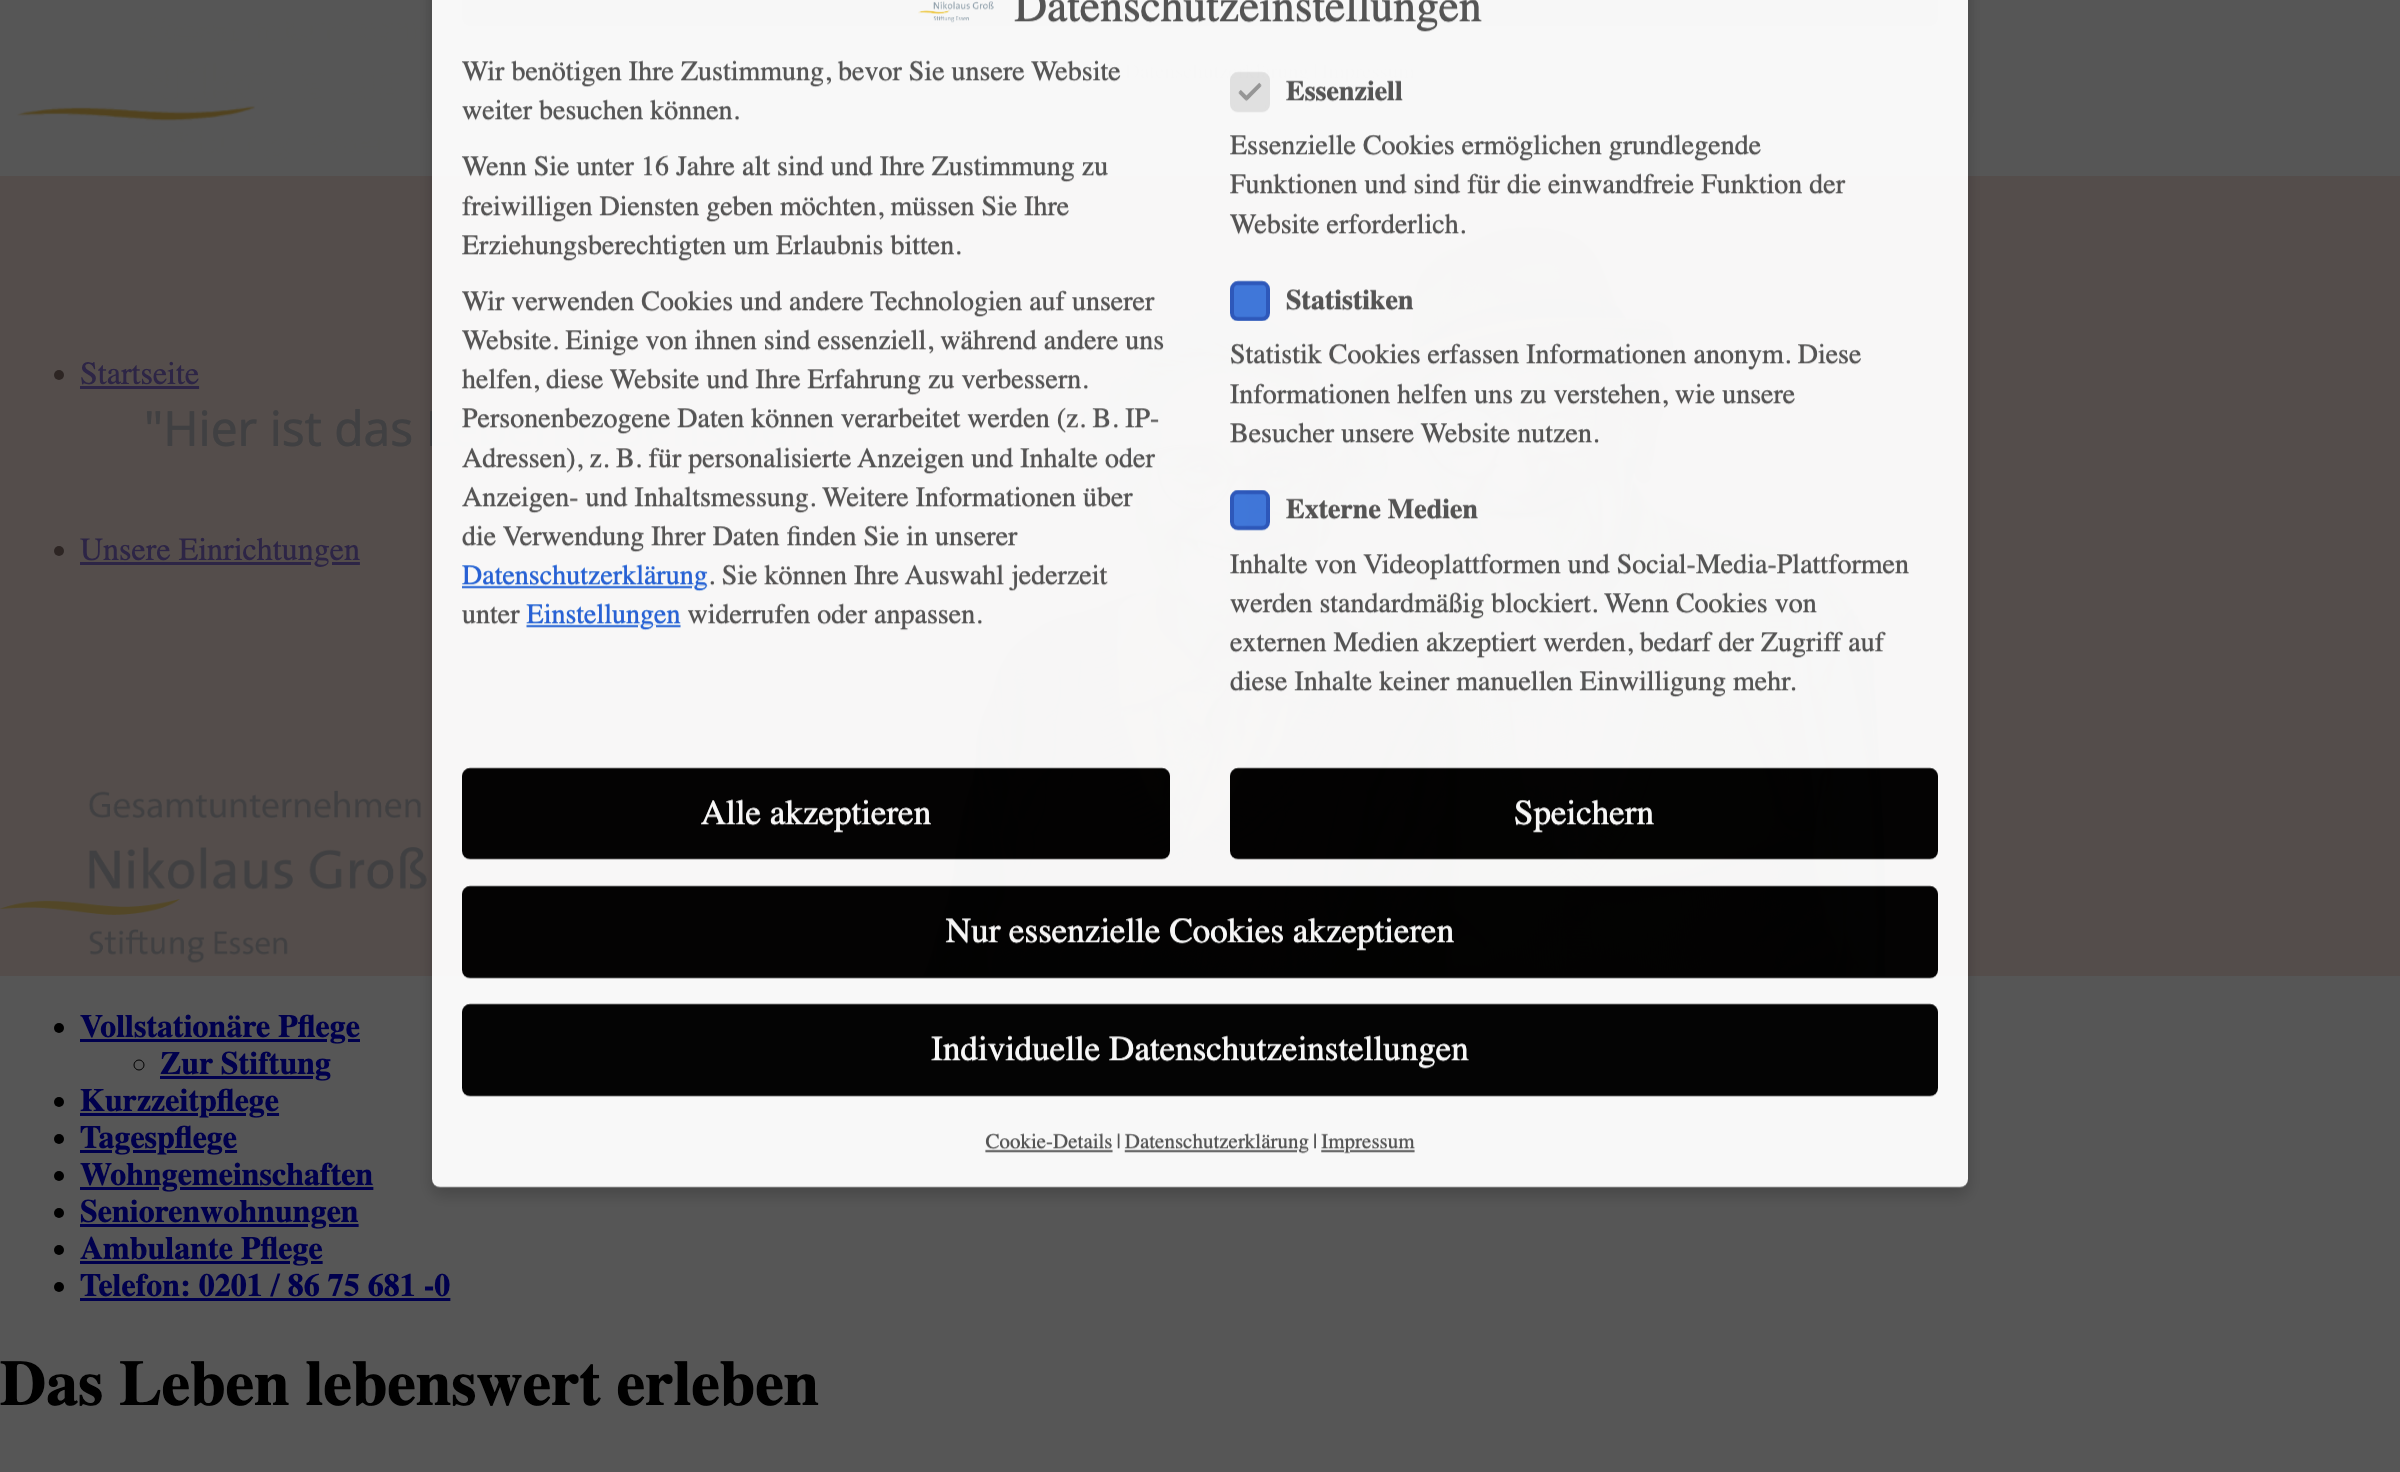 Nikolaus Groß
Stiftung Essen
Datenschutzeinstellungen
Wir benötigen Ihre Zustimmung, bevor Sie unsere Website
weiter besuchen können.
Wenn Sie unter 16 Jahre alt sind und Ihre Zustimmung zu
freiwilligen Diensten geben möchten, müssen Sie Ihre
Erziehungsberechtigten um Erlaubnis bitten.
Wir verwenden Cookies und andere Technologien auf unserer
Website. Einige von ihnen sind essenziell, während andere uns
helfen, diese Website und Ihre Erfahrung zu verbessern.
Personenbezogene Daten können verarbeitet werden (z. B. IP-
Adressen), z. B. für personalisierte Anzeigen und Inhalte oder
Anzeigen- und Inhaltsmessung. Weitere Informationen über
die Verwendung Ihrer Daten finden Sie in unserer
Datenschutzerklärung. Sie können Ihre Auswahl jederzeit
unter Einstellungen widerrufen oder anpassen.
Essenziell
Essenzielle Cookies ermöglichen grundlegende
Funktionen und sind für die einwandfreie Funktion der
Website erforderlich.
Statistiken
Statistik Cookies erfassen Informationen anonym. Diese
Informationen helfen uns zu verstehen, wie unsere
Besucher unsere Website nutzen.
Externe Medien
Inhalte von Videoplattformen und Social-Media-Plattformen
werden standardmäßig blockiert. Wenn Cookies von
externen Medien akzeptiert werden, bedarf der Zugriff auf
diese Inhalte keiner manuellen Einwilligung mehr.
Alle akzeptieren
Speichern
Nur essenzielle Cookies akzeptieren
Individuelle Datenschutzeinstellungen
Cookie-Details | Datenschutzerklärung | Impressum
Startseite
"Hier ist das
Unsere Einrichtungen
Gesamtunternehmen
Nikolaus Groß
Stiftung Essen
Vollstationäre Pflege
Zur Stiftung
Kurzzeitpflege
Tagespflege
Wohngemeinschaften
Seniorenwohnungen
Ambulante Pflege
Telefon: 0201 / 86 75 681 -0
Das Leben lebenswert erleben